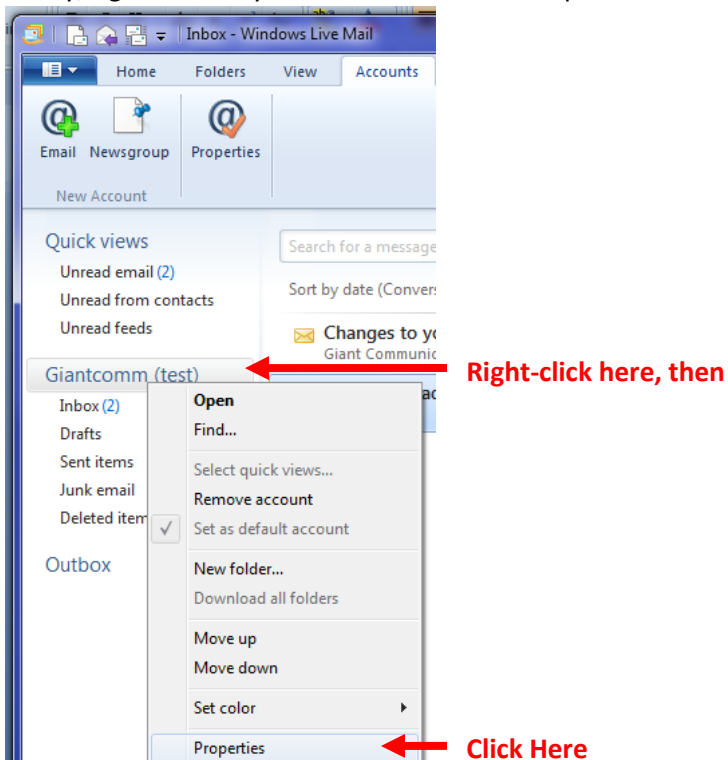 Inbox - Windows Live Mail
Home Folders View Accounts
Email Newsgroup Properties
New Account
Quick views
Unread email (2)
Unread from contacts
Unread feeds
Search for a message
Sort by date
Changes to
Giant
Giantcomm (test)
Right-click here, then
Inbox (2)
Drafts
Sent items
Junk email
Deleted item
Outbox
Open
Find...
Select quick views...
Remove account
Set as default account
New folder...
Download all folders
Move up
Move down
Set color
Properties
Click Here